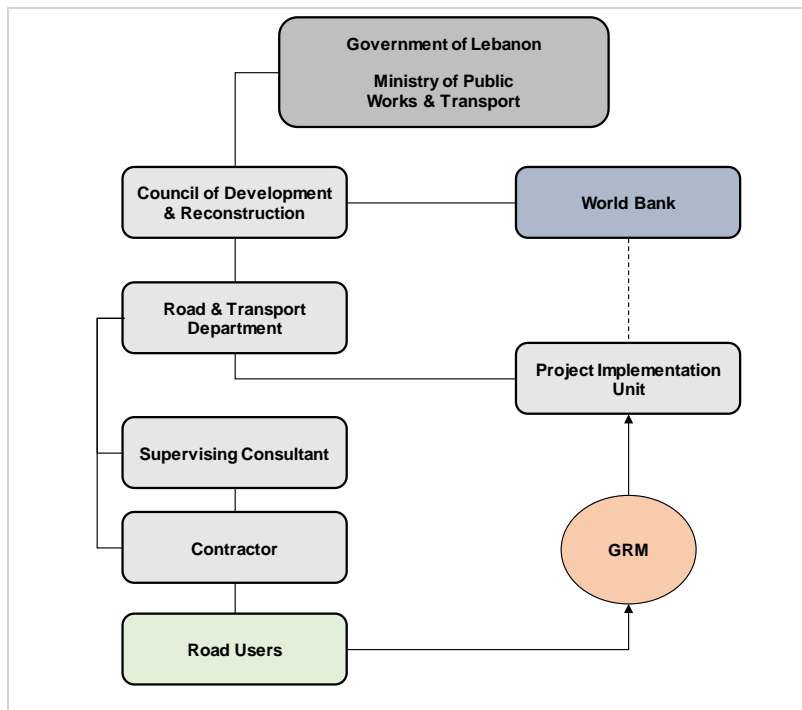 Government of Lebanon
Ministry of Public
Works & Transport
Council of Development
& Reconstruction
World Bank
Road & Transport
Department
Project Implementation
Unit
Supervising Consultant
Contractor
GRM
Road Users